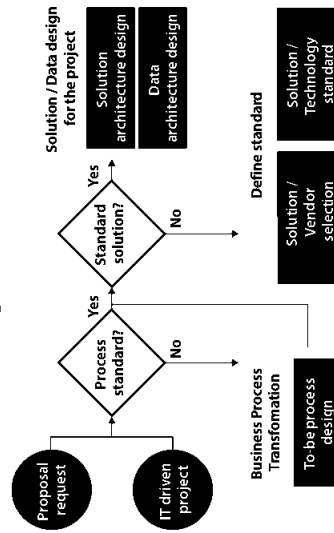 Proposal
request
IT driven
project
Process
standard?
Yes
No
Business Process
Transfomation
To-be process
design
Standard
solution?
Yes
No
Solution / Data design
for the project
Solution
architecture design
Data
architecture design
Define standard
Solution /
Vendor
selection
Solution /
Technology
standard